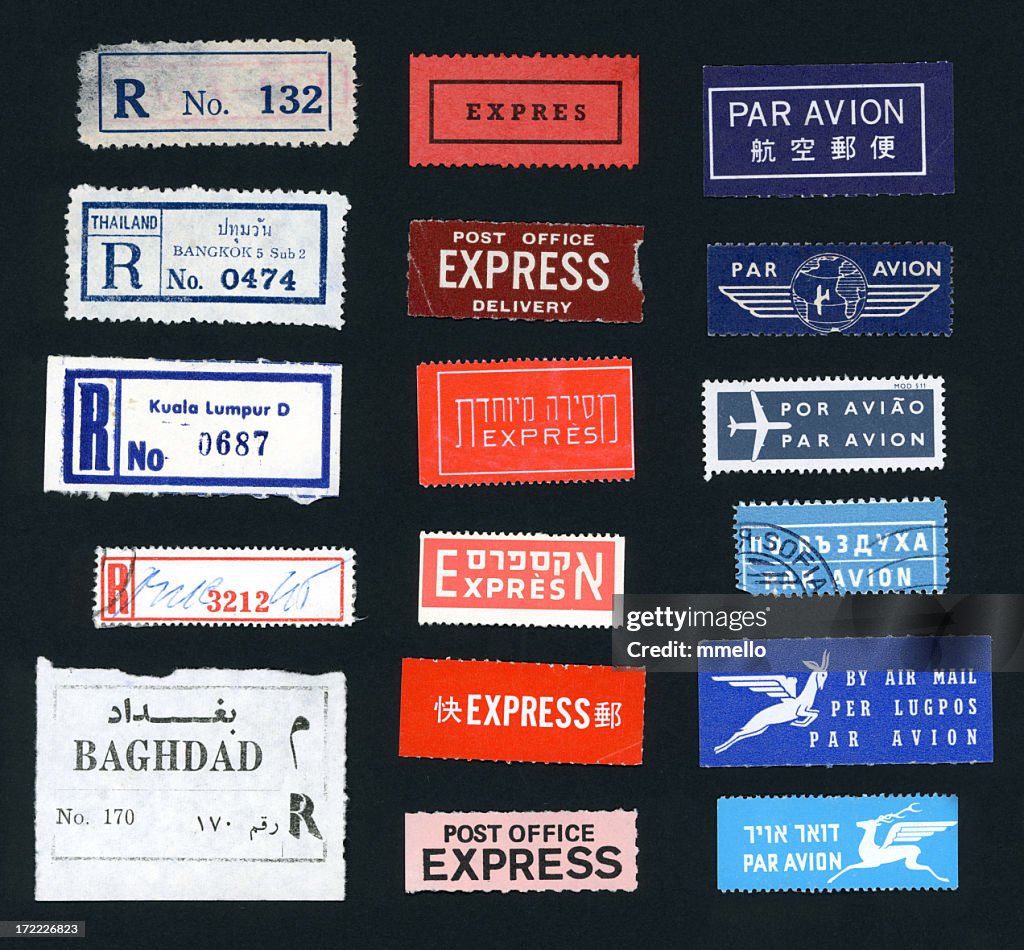 R No. 132
THAILAND
ปทุมวัน
R
BANGKOK 5 Sub 2
No. 0474
R
Kuala Lumpur D
No 0687
R
3212
بغداد
BAGHDAD
م
No. 170
رقم ١٧٠
R
EXPRES
POST OFFICE
EXPRESS
DELIVERY
מסירה מיוחדת
EXPRÈS
אקספרס
EXPRÈS
快 EXPRESS 郵
POST OFFICE
EXPRESS
PAR AVION
航空郵便
PAR AVION
MOD 511
POR AVIÃO
PAR AVION
ПО ВЪЗДУХА
SOFIA
PAR AVION
gettyimages
mmello
BY AIR MAIL
PER LUGPOS
PAR AVION
דואר אויר
PAR AVION
172226823